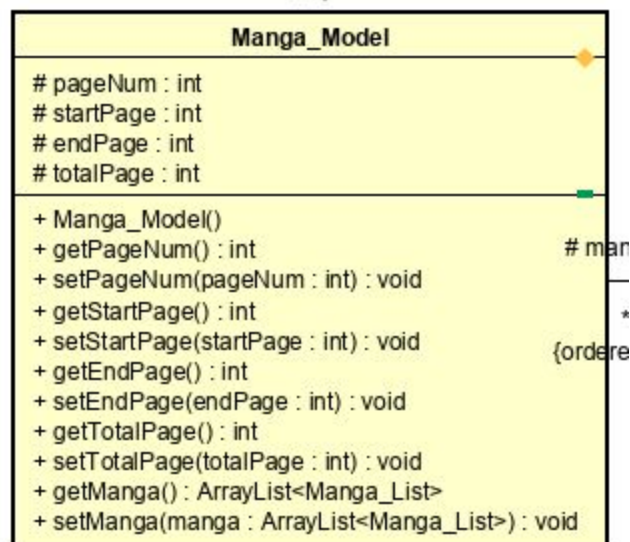 Manga_Model
# pageNum : int
# startPage : int
# endPage : int
# totalPage : int
+ Manga_Model()
+ getPageNum() : int
# man
+ setPageNum(pageNum : int) : void
+ getStartPage() : int
*
+ setStartPage(startPage : int) : void
{ordere
+ getEndPage() : int
+ setEndPage(endPage : int) : void
+ getTotalPage() : int
+ setTotalPage(totalPage : int) : void
+ getManga() : ArrayList<Manga_List>
+ setManga(manga : ArrayList<Manga_List>) : void